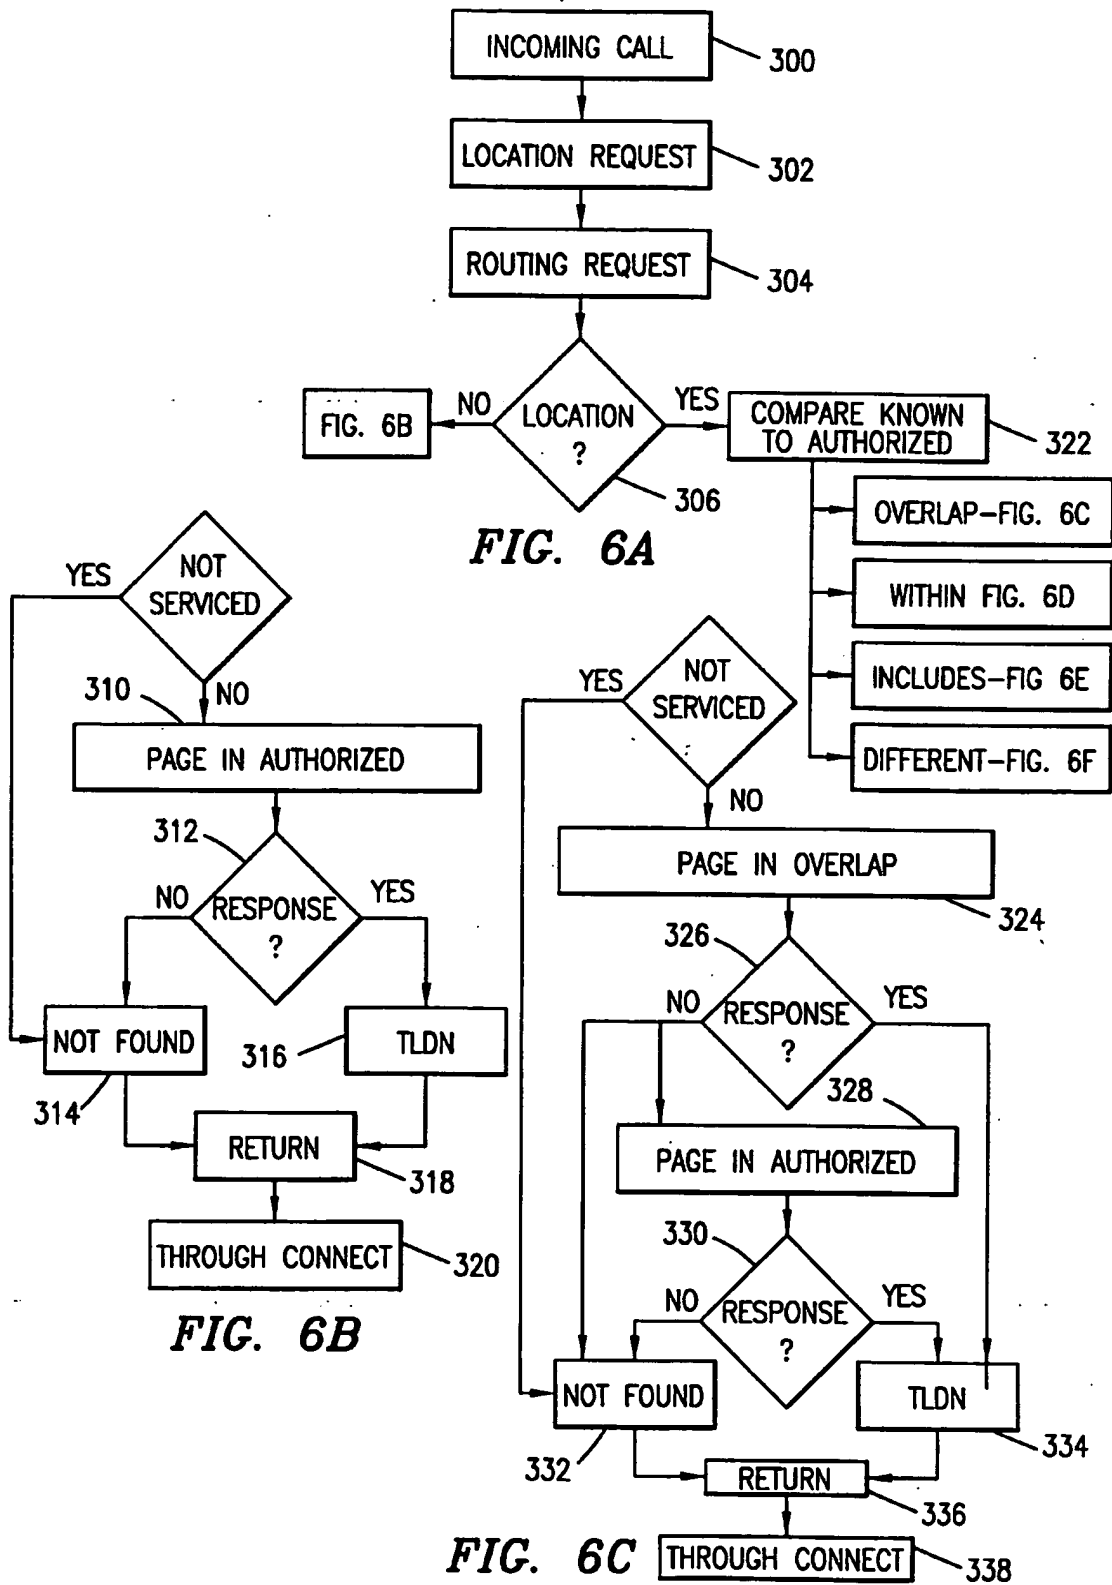 INCOMING CALL
300
LOCATION REQUEST
302
ROUTING REQUEST
304
FIG. 6B
NO
LOCATION
?
YES
306
COMPARE KNOWN
TO AUTHORIZED
322
OVERLAP-FIG. 6C
WITHIN FIG. 6D
INCLUDES-FIG 6E
DIFFERENT-FIG. 6F
FIG. 6A
YES
NOT
SERVICED
NO
310
PAGE IN AUTHORIZED
312
NO
RESPONSE
?
YES
NOT FOUND
314
316
TLDN
RETURN
318
THROUGH CONNECT
320
FIG. 6B
YES
NOT
SERVICED
NO
PAGE IN OVERLAP
324
326
NO
RESPONSE
?
YES
328
PAGE IN AUTHORIZED
330
NO
RESPONSE
?
YES
NOT FOUND
332
TLDN
334
RETURN
336
THROUGH CONNECT
338
FIG. 6C